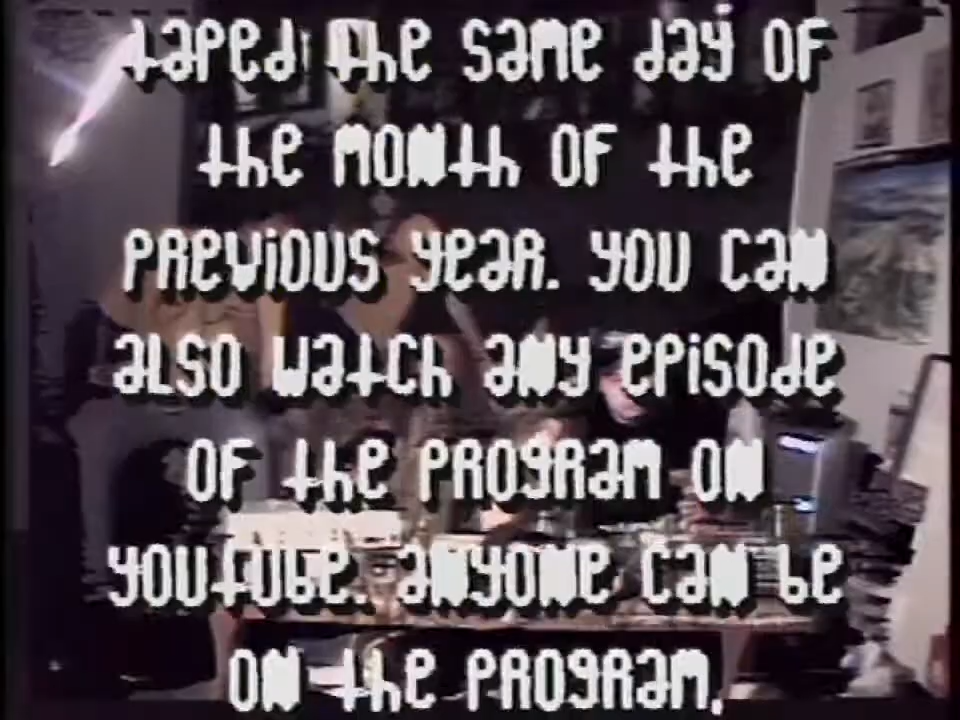 taped the same day of
the month of the
previous year. you can
also watch any episode
of the program on
youtube. anyone can be
on the program.